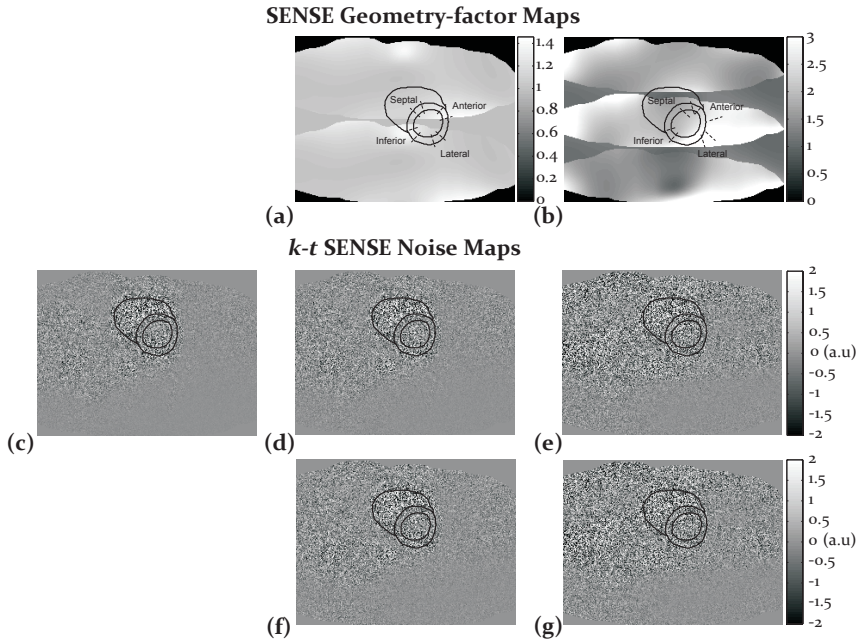 SENSE Geometry-factor Maps
1.4
1.2
1
0.8
0.6
0.4
0.2
0
Septal
Anterior
Inferior
Lateral
(a)
3
2.5
2
1.5
1
0.5
0
Septal
Anterior
Inferior
Lateral
(b)
k-t SENSE Noise Maps
(c)
(d)
(e)
2
1.5
1
0.5
0 (a.u)
-0.5
-1
-1.5
-2
(f)
(g)
2
1.5
1
0.5
0 (a.u)
-0.5
-1
-1.5
-2